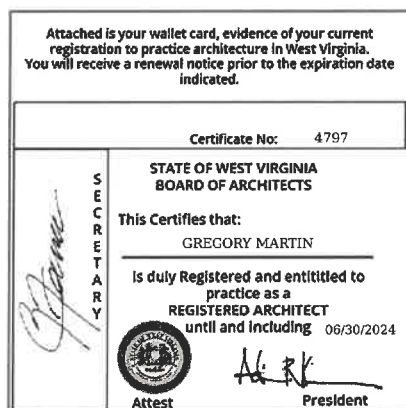 Attached is your wallet card, evidence of your current
registration to practice architecture in West Virginia.
You will receive a renewal notice prior to the expiration date
indicated.
Certificate No: 4797
SECRETARY
STATE OF WEST VIRGINIA
BOARD OF ARCHITECTS
This Certifies that:
GREGORY MARTIN
is duly Registered and entititled to
practice as a
REGISTERED ARCHITECT
until and including 06/30/2024
Attest
President